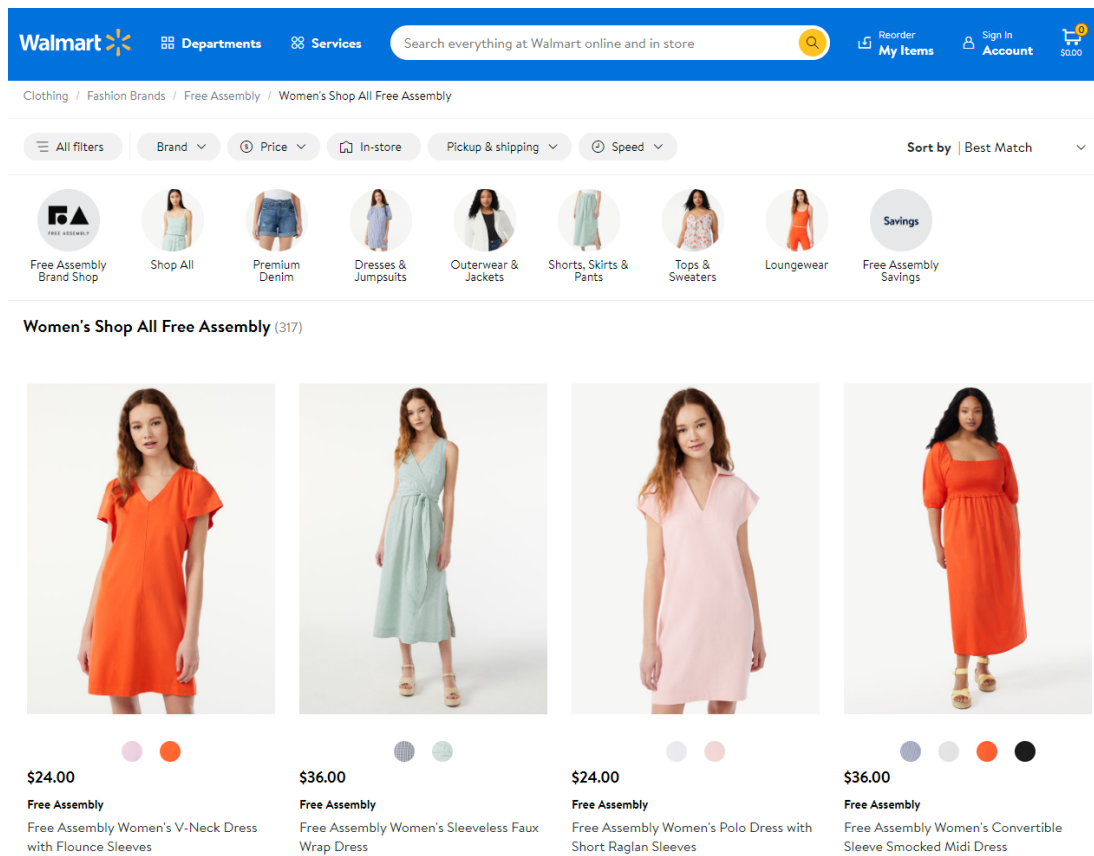 Walmart
Departments
Services
Search everything at Walmart online and in store
Reorder
My Items
Sign In
Account
0
$0.00
Clothing / Fashion Brands / Free Assembly / Women's Shop All Free Assembly
All filters
Brand
Price
In-store
Pickup & shipping
Speed
Sort by | Best Match
FREE ASSEMBLY
Savings
Free Assembly
Brand Shop
Shop All
Premium
Denim
Dresses &
Jumpsuits
Outerwear &
Jackets
Shorts, Skirts &
Pants
Tops &
Sweaters
Loungewear
Free Assembly
Savings
Women's Shop All Free Assembly (317)
$24.00
Free Assembly
Free Assembly Women's V-Neck Dress
with Flounce Sleeves
$36.00
Free Assembly
Free Assembly Women's Sleeveless Faux
Wrap Dress
$24.00
Free Assembly
Free Assembly Women's Polo Dress with
Short Raglan Sleeves
$36.00
Free Assembly
Free Assembly Women's Convertible
Sleeve Smocked Midi Dress